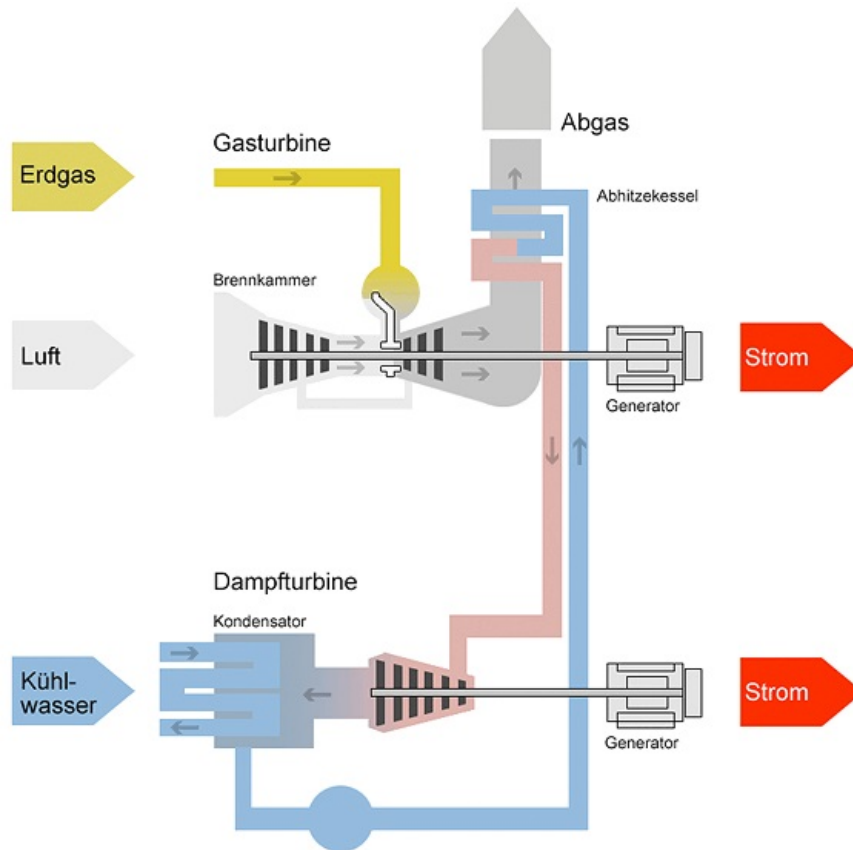 Abgas
Gasturbine
Erdgas
Abhitzekessel
Brennkammer
Luft
Strom
Generator
Dampfturbine
Kondensator
Kühl-
wasser
Strom
Generator